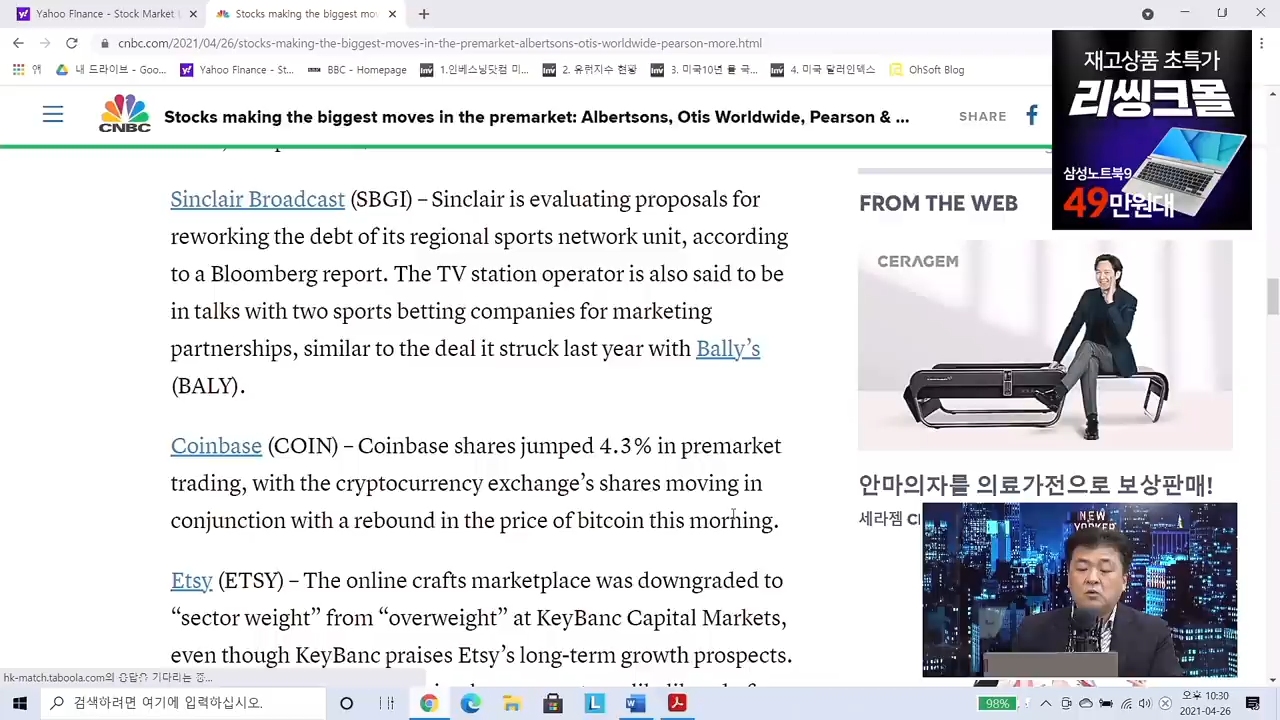 Yahoo Finance - Stock Market
Stocks making the biggest mov
cnbc.com/2021/04/26/stocks-making-the-biggest-moves-in-the-premarket-albertsons-otis-worldwide-pearson-more.html
앱
내 드라이브 - Goo...
Yahoo Finance - St...
BBC - Homepage
2. 유런지수 현황
3. 미국10년 물 국...
4. 미국 달러인덱스
OhSoft Blog
CNBC
Stocks making the biggest moves in the premarket: Albertsons, Otis Worldwide, Pearson & ...
SHARE
재고상품 초특가
리씽크몰
삼성노트북9
49만원대
Sinclair Broadcast (SBGI) – Sinclair is evaluating proposals for
reworking the debt of its regional sports network unit, according
to a Bloomberg report. The TV station operator is also said to be
in talks with two sports betting companies for marketing
partnerships, similar to the deal it struck last year with Bally’s
(BALY).
Coinbase (COIN) – Coinbase shares jumped 4.3% in premarket
trading, with the cryptocurrency exchange’s shares moving in
conjunction with a rebound in the price of bitcoin this morning.
Etsy (ETSY) – The online crafts marketplace was downgraded to
“sector weight” from “overweight” at KeyBanc Capital Markets,
even though KeyBanc praises Etsy’s long-term growth prospects.
FROM THE WEB
CERAGEM
안마의자를 의료가전으로 보상판매!
세라젬
NEW
YORKER
hk-match.taboola.com의 응답을 기다리는 중...
검색하려면 여기에 입력하십시오.
98%
오후 10:30
2021-04-26